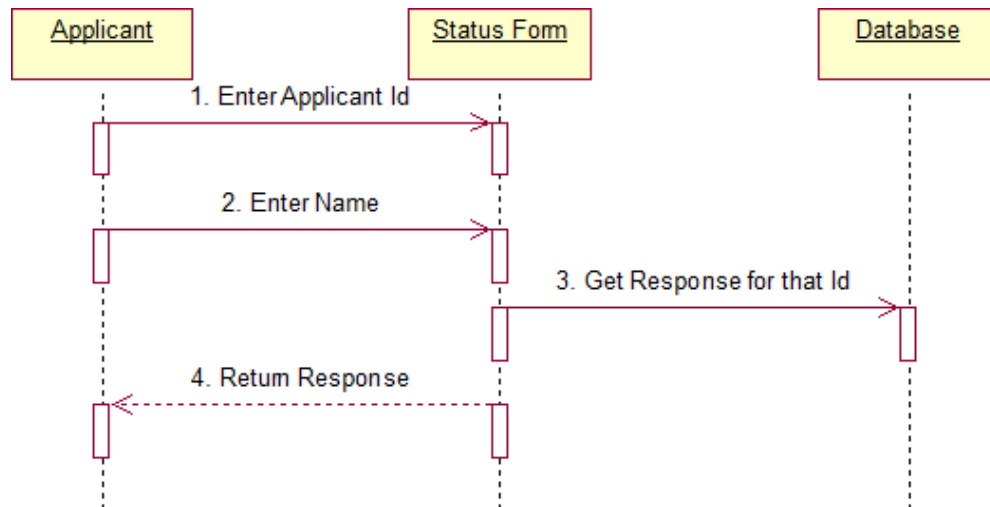 Applicant
Status Form
Database
1. Enter Applicant Id
2. Enter Name
3. Get Response for that Id
4. Return Response